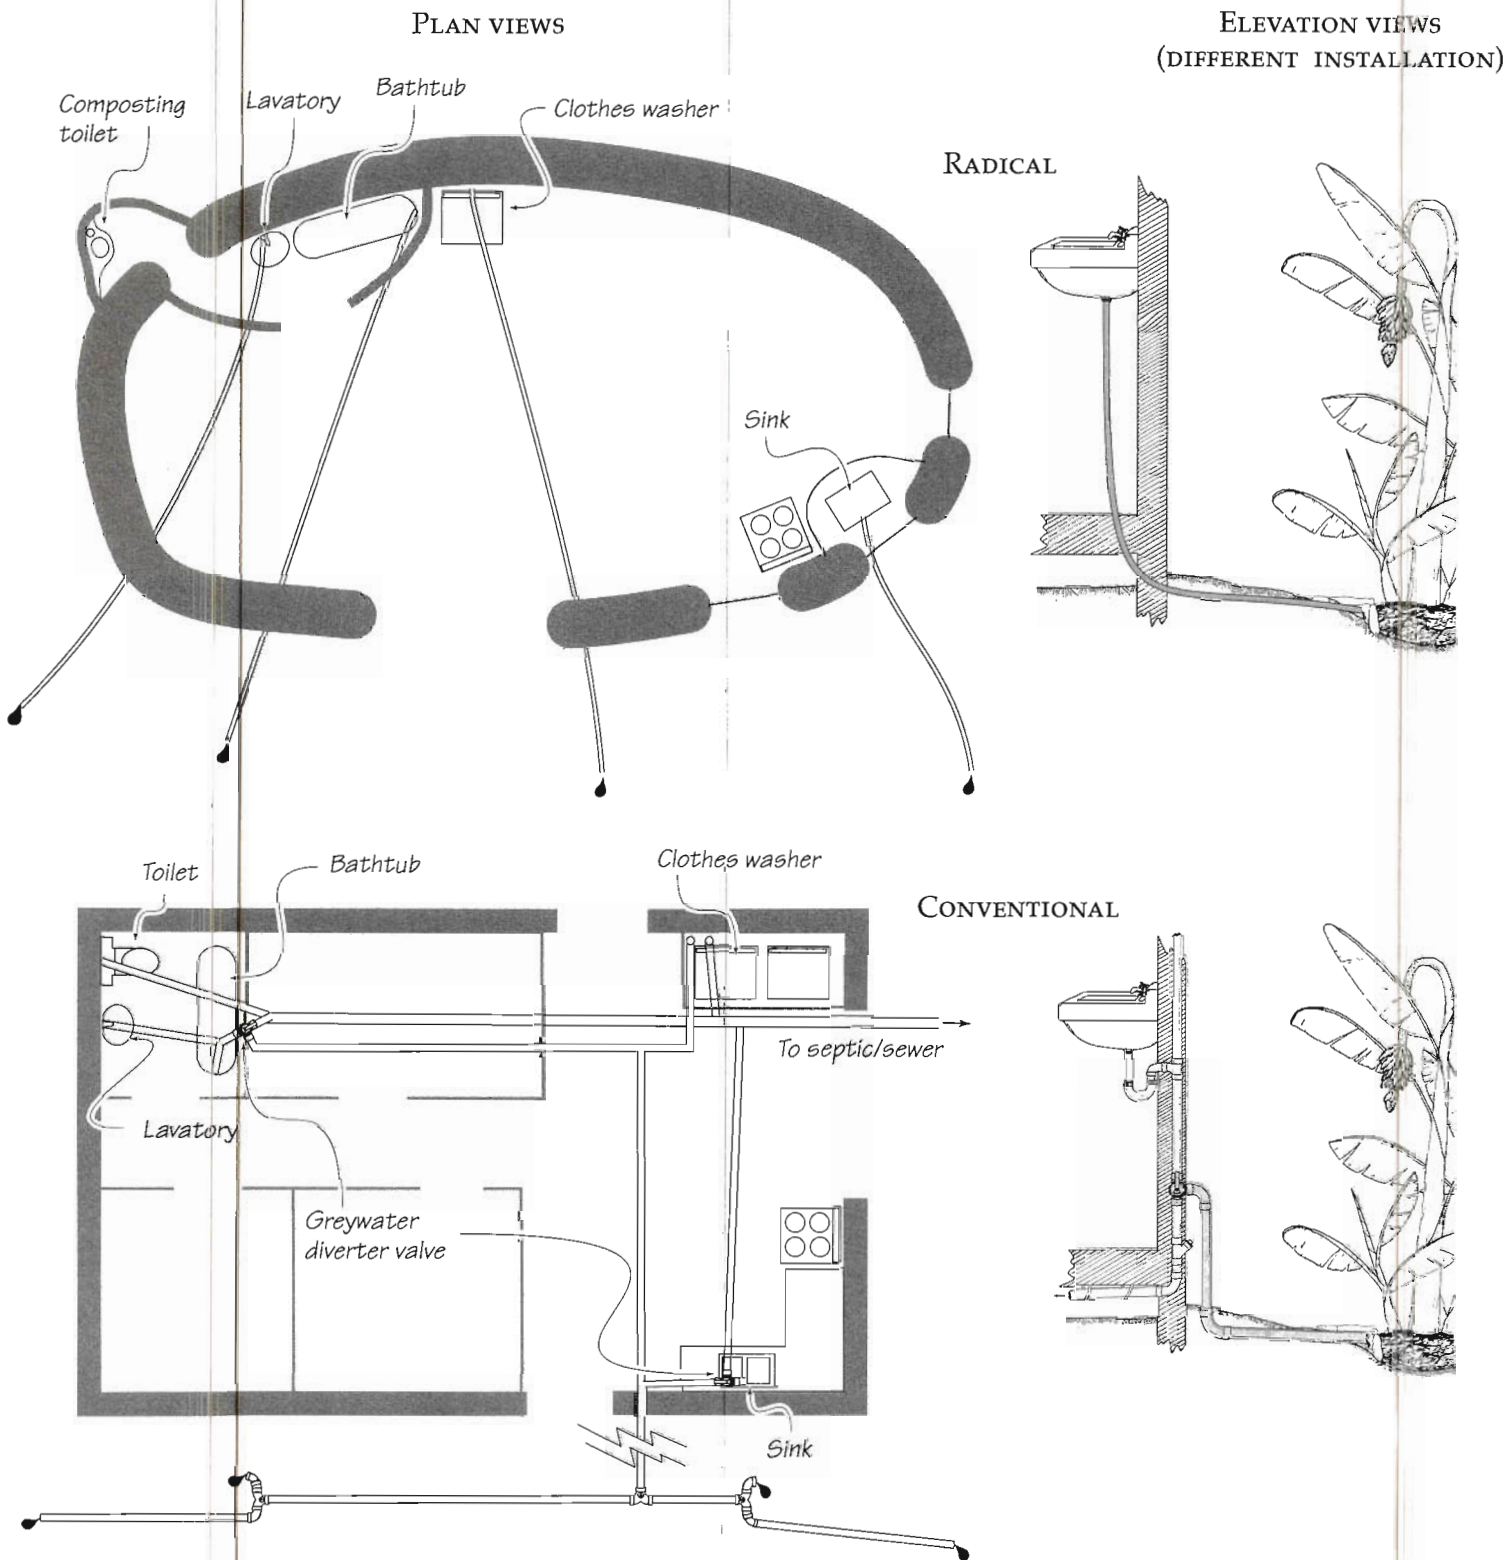 PLAN VIEWS
ELEVATION VIEWS
(DIFFERENT INSTALLATION)
Composting
toilet
Lavatory
Bathtub
Clothes washer
RADICAL
Sink
Toilet
Bathtub
Clothes washer
CONVENTIONAL
To septic/sewer
Lavatory
Greywater
diverter valve
Sink